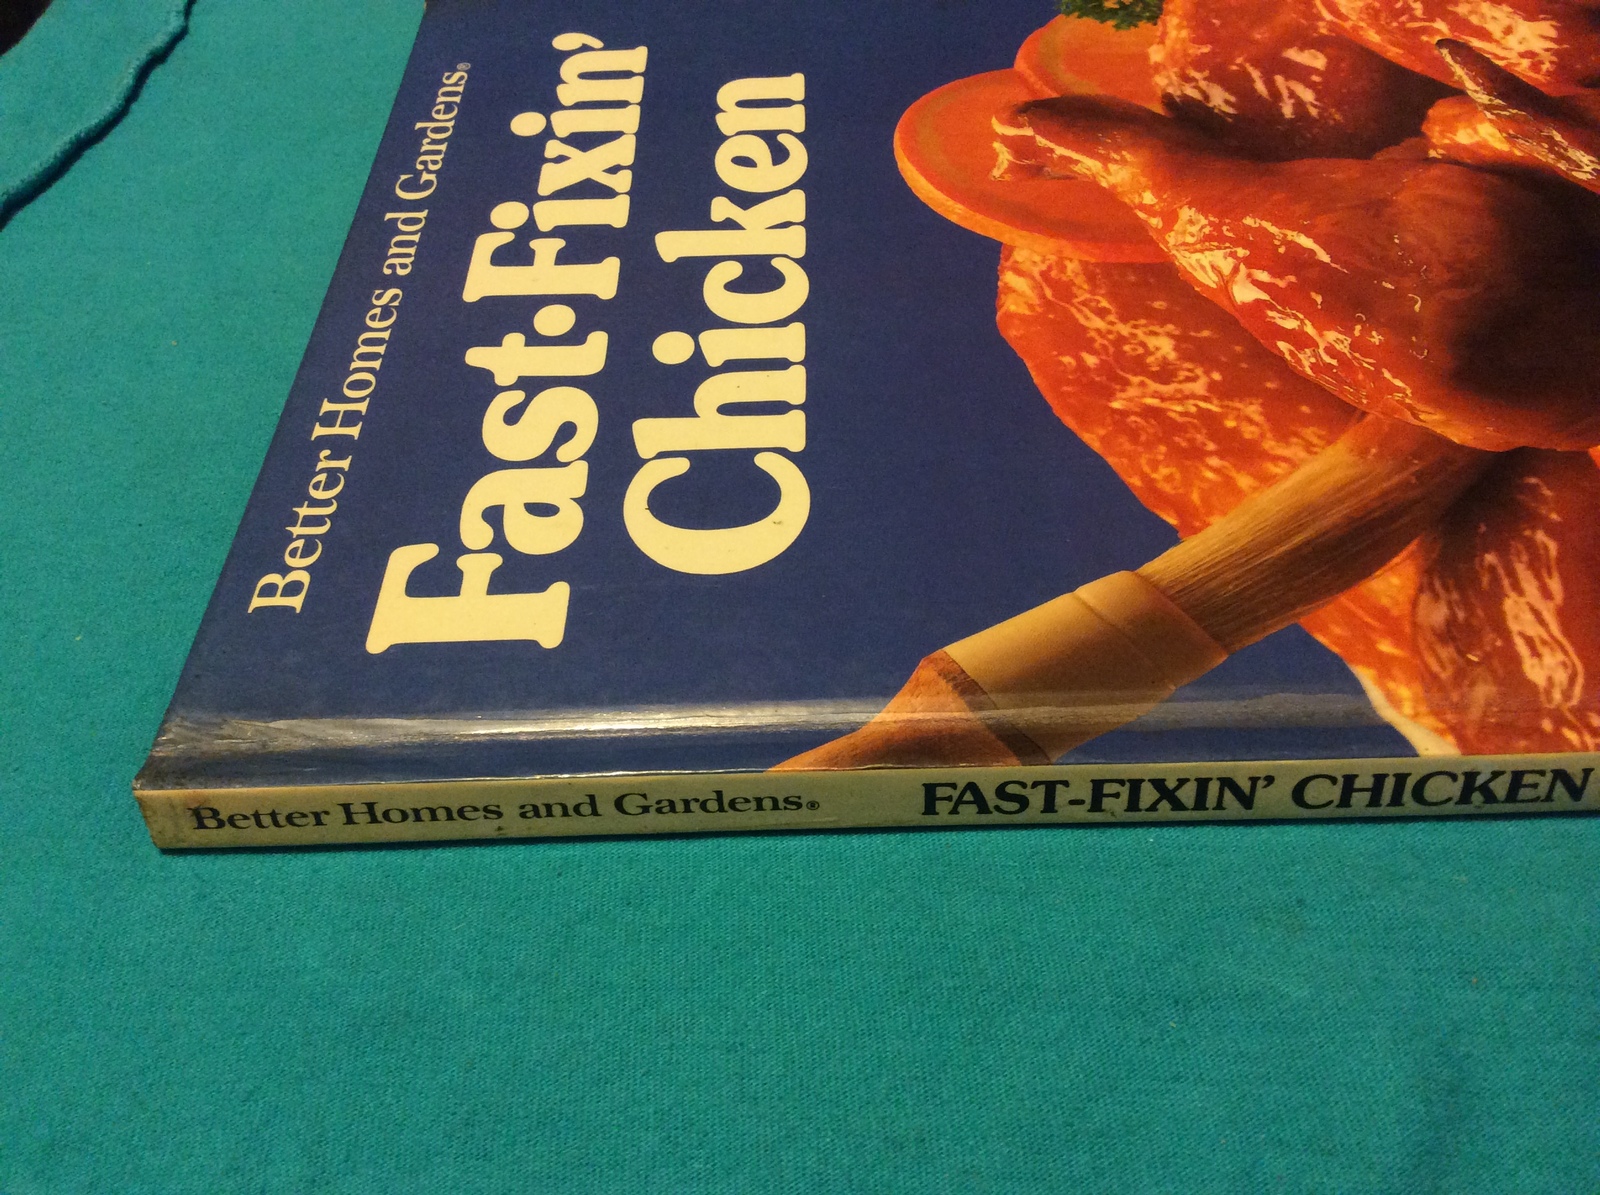 Better Homes and Gardens®
Fast-Fixin'
Chicken
Better Homes and Gardens® FAST-FIXIN' CHICKEN